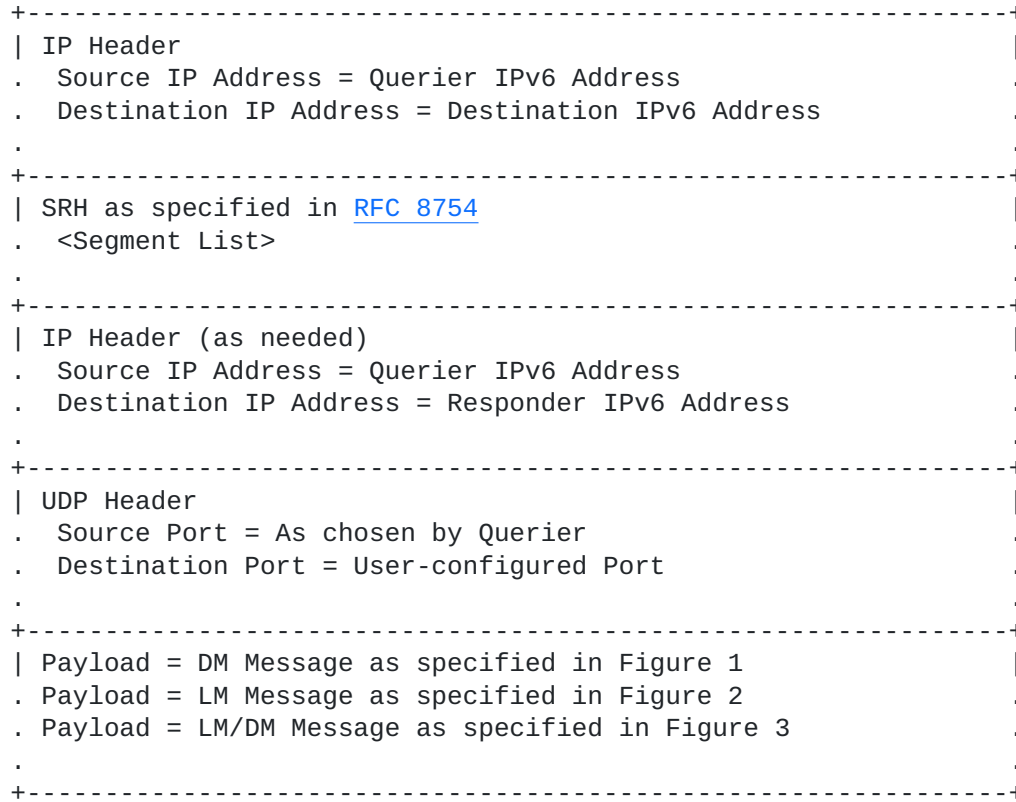 +---------------------------------------------------------------+
| IP Header |
. Source IP Address = Querier IPv6 Address .
. Destination IP Address = Destination IPv6 Address .
. .
+---------------------------------------------------------------+
| SRH as specified in RFC 8754 |
. <Segment List> .
. .
+---------------------------------------------------------------+
| IP Header (as needed) |
. Source IP Address = Querier IPv6 Address .
. Destination IP Address = Responder IPv6 Address .
. .
+---------------------------------------------------------------+
| UDP Header |
. Source Port = As chosen by Querier .
. Destination Port = User-configured Port .
. .
+---------------------------------------------------------------+
| Payload = DM Message as specified in Figure 1 |
. Payload = LM Message as specified in Figure 2 .
. Payload = LM/DM Message as specified in Figure 3 .
. .
+---------------------------------------------------------------+